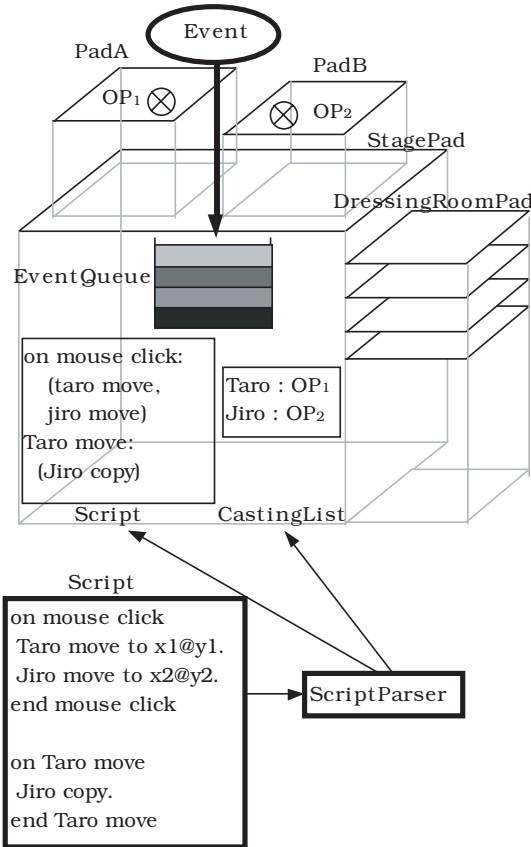 Event
PadA
PadB
OP1
OP2
StagePad
DressingRoomPad
EventQueue
on mouse click:
(taro move,
jiro move)
Taro move:
(Jiro copy)
Taro : OP1
Jiro : OP2
Script
CastingList
Script
on mouse click
Taro move to x1@y1.
Jiro move to x2@y2.
end mouse click
on Taro move
Jiro copy.
end Taro move
ScriptParser